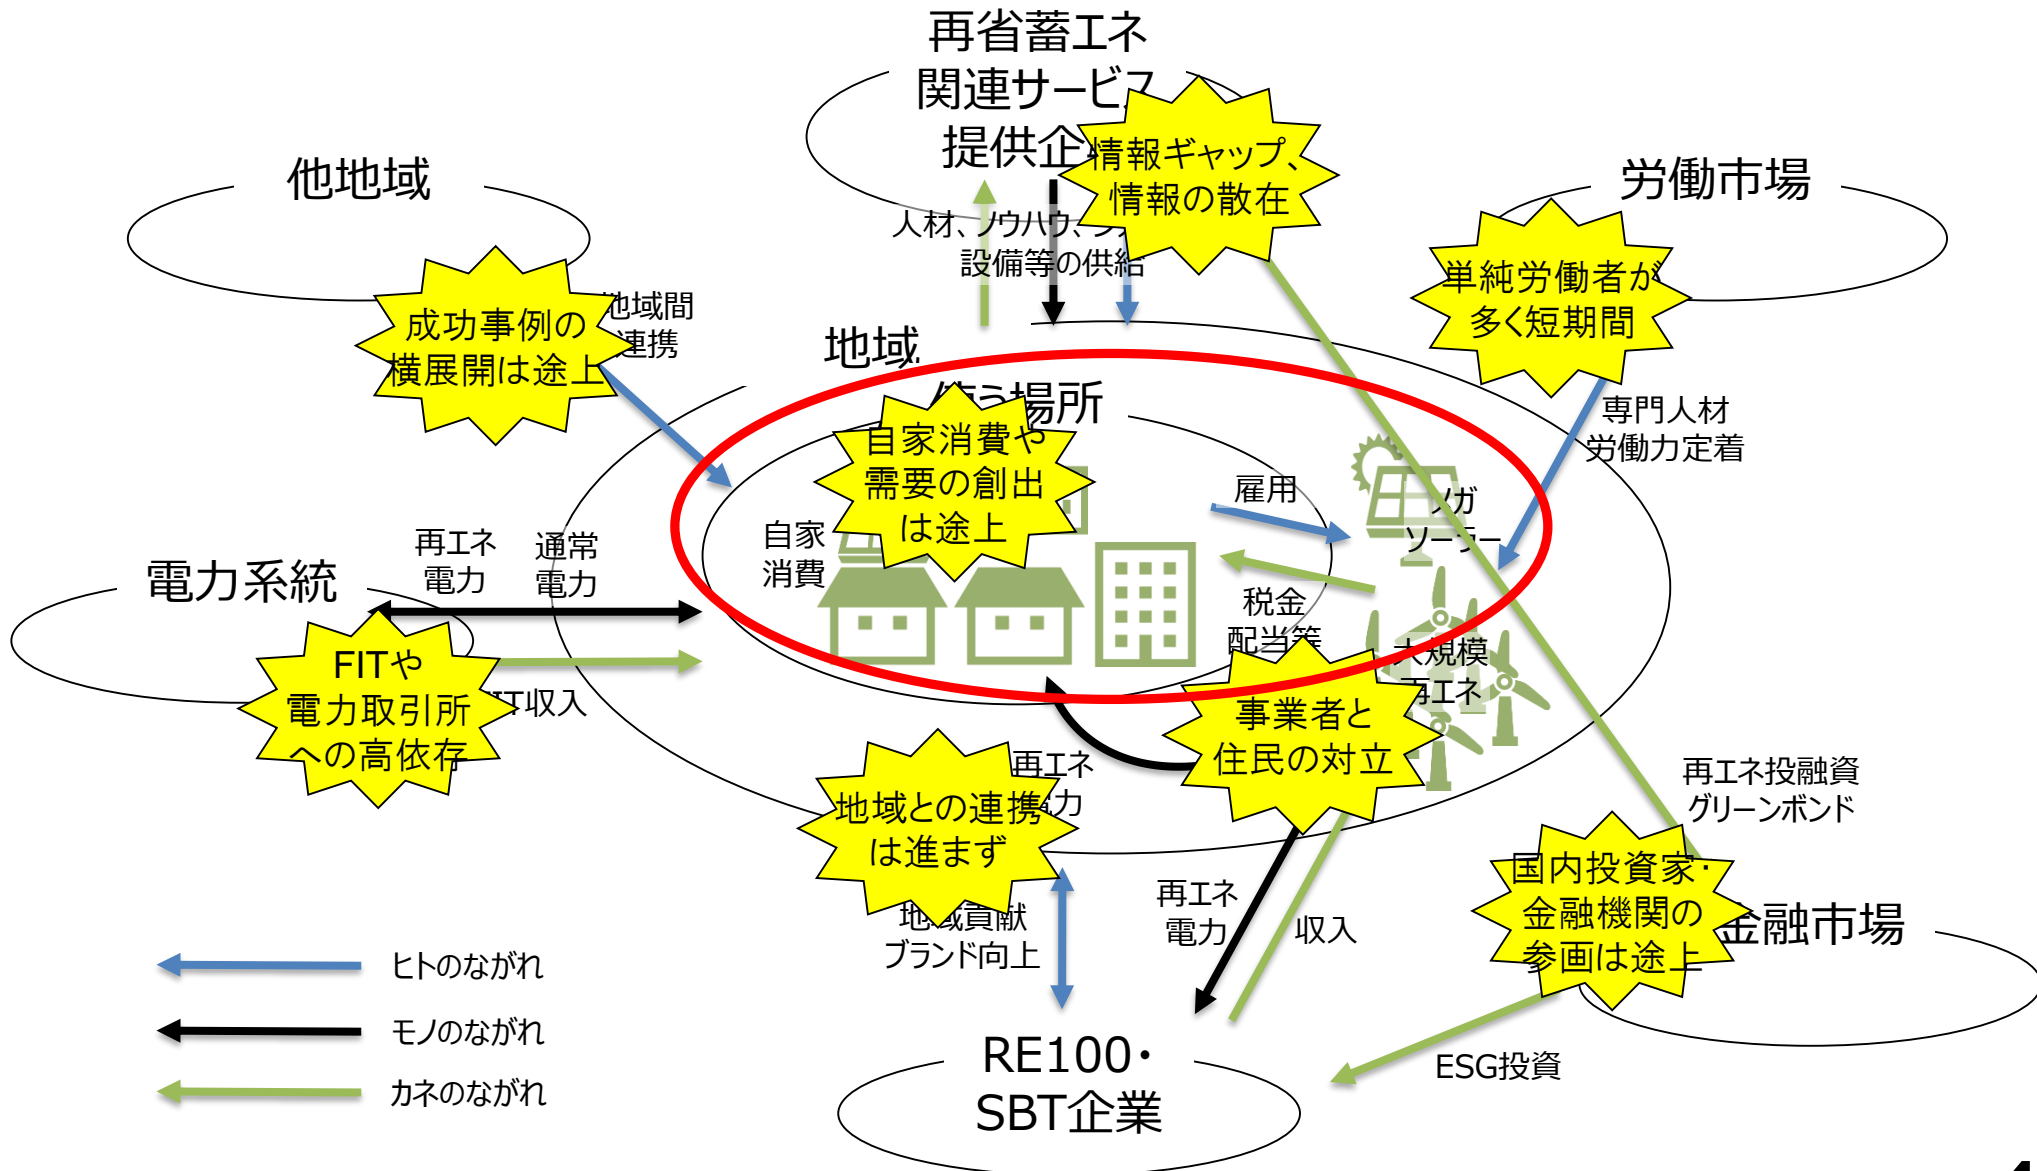 再省蓄エネ
関連サービス
提供企
情報ギャップ、
情報の散在
他地域
労働市場
人材、ノウハウ、
設備等の供給
単純労働者が
多く短期間
成功事例の
横展開は途上
地域間
連携
地域
使う場所
専門人材
労働力定着
自家消費や
需要の創出
は途上
雇用
メガ
ソーラー
自家
消費
再エネ
電力
通常
電力
電力系統
税金
配当等
大規模
再エネ
FITや
電力取引所
への高依存
FIT収入
事業者と
住民の対立
再エネ
電力
地域との連携
は進まず
再エネ投融資
グリーンボンド
国内投資家・
金融機関の
参画は途上
金融市場
地域貢献
ブランド向上
再エネ
電力
収入
ヒトのながれ
モノのながれ
カネのながれ
RE100・
SBT企業
ESG投資